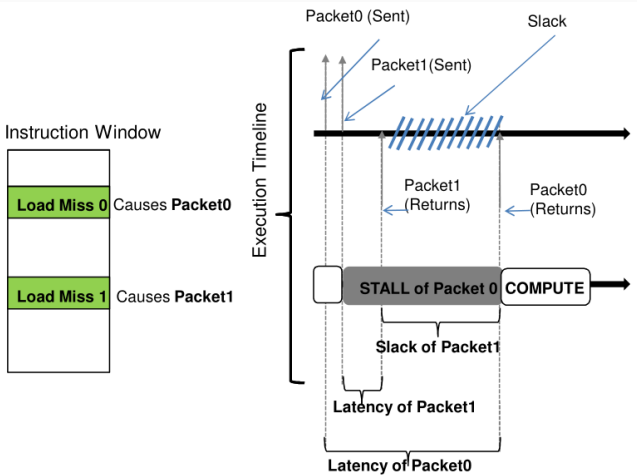 Packet0 (Sent)
Slack
Packet1(Sent)
Instruction Window
Execution Timeline
Load Miss 0 Causes Packet0
Packet1
(Returns)
Packet0
(Returns)
Load Miss 1 Causes Packet1
STALL of Packet 0 COMPUTE
Slack of Packet1
Latency of Packet1
Latency of Packet0